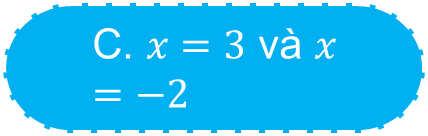 C. 𝑥 = 3 và 𝑥
= −2